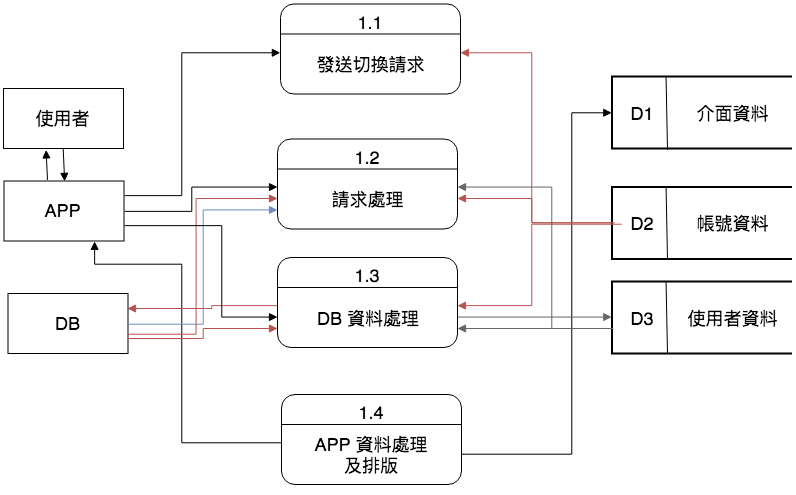 1.1
發送切換請求
使用者
D1
介面資料
1.2
請求處理
APP
D2
帳號資料
1.3
DB 資料處理
DB
D3
使用者資料
1.4
APP 資料處理
及排版